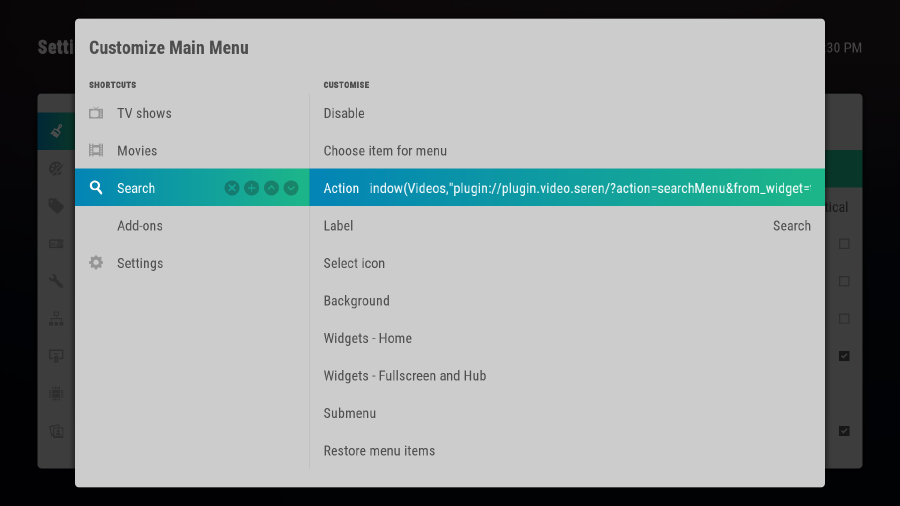 Customize Main Menu
30 PM
SHORTCUTS
CUSTOMISE
TV shows
Disable
Movies
Choose item for menu
Search
Action indow(Videos,"plugin://plugin.video.seren/?action=searchMenu&from_widget=
Add-ons
Label Search
Settings
Select icon
Background
Widgets - Home
Widgets - Fullscreen and Hub
Submenu
Restore menu items